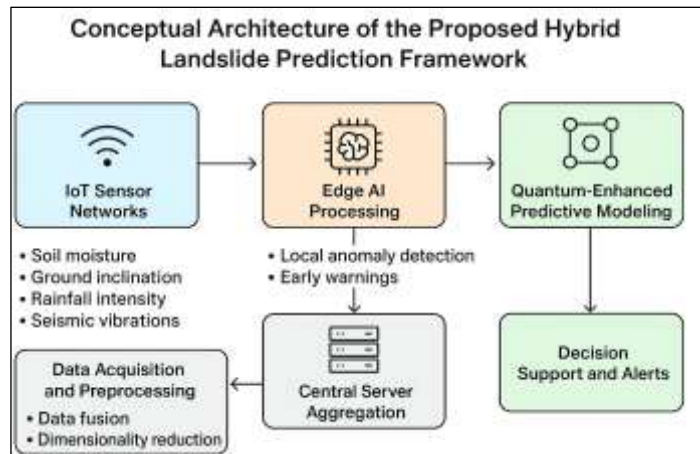 Conceptual Architecture of the Proposed Hybrid
Landslide Prediction Framework
IoT Sensor
Networks
Edge AI
Processing
Quantum-Enhanced
Predictive Modeling
• Soil moisture
• Ground inclination
• Rainfall intensity
• Seismic vibrations
• Local anomaly detection
• Early warnings
Data Acquisition
and Preprocessing
• Data fusion
• Dimensionality reduction
Central Server
Aggregation
Decision
Support and Alerts